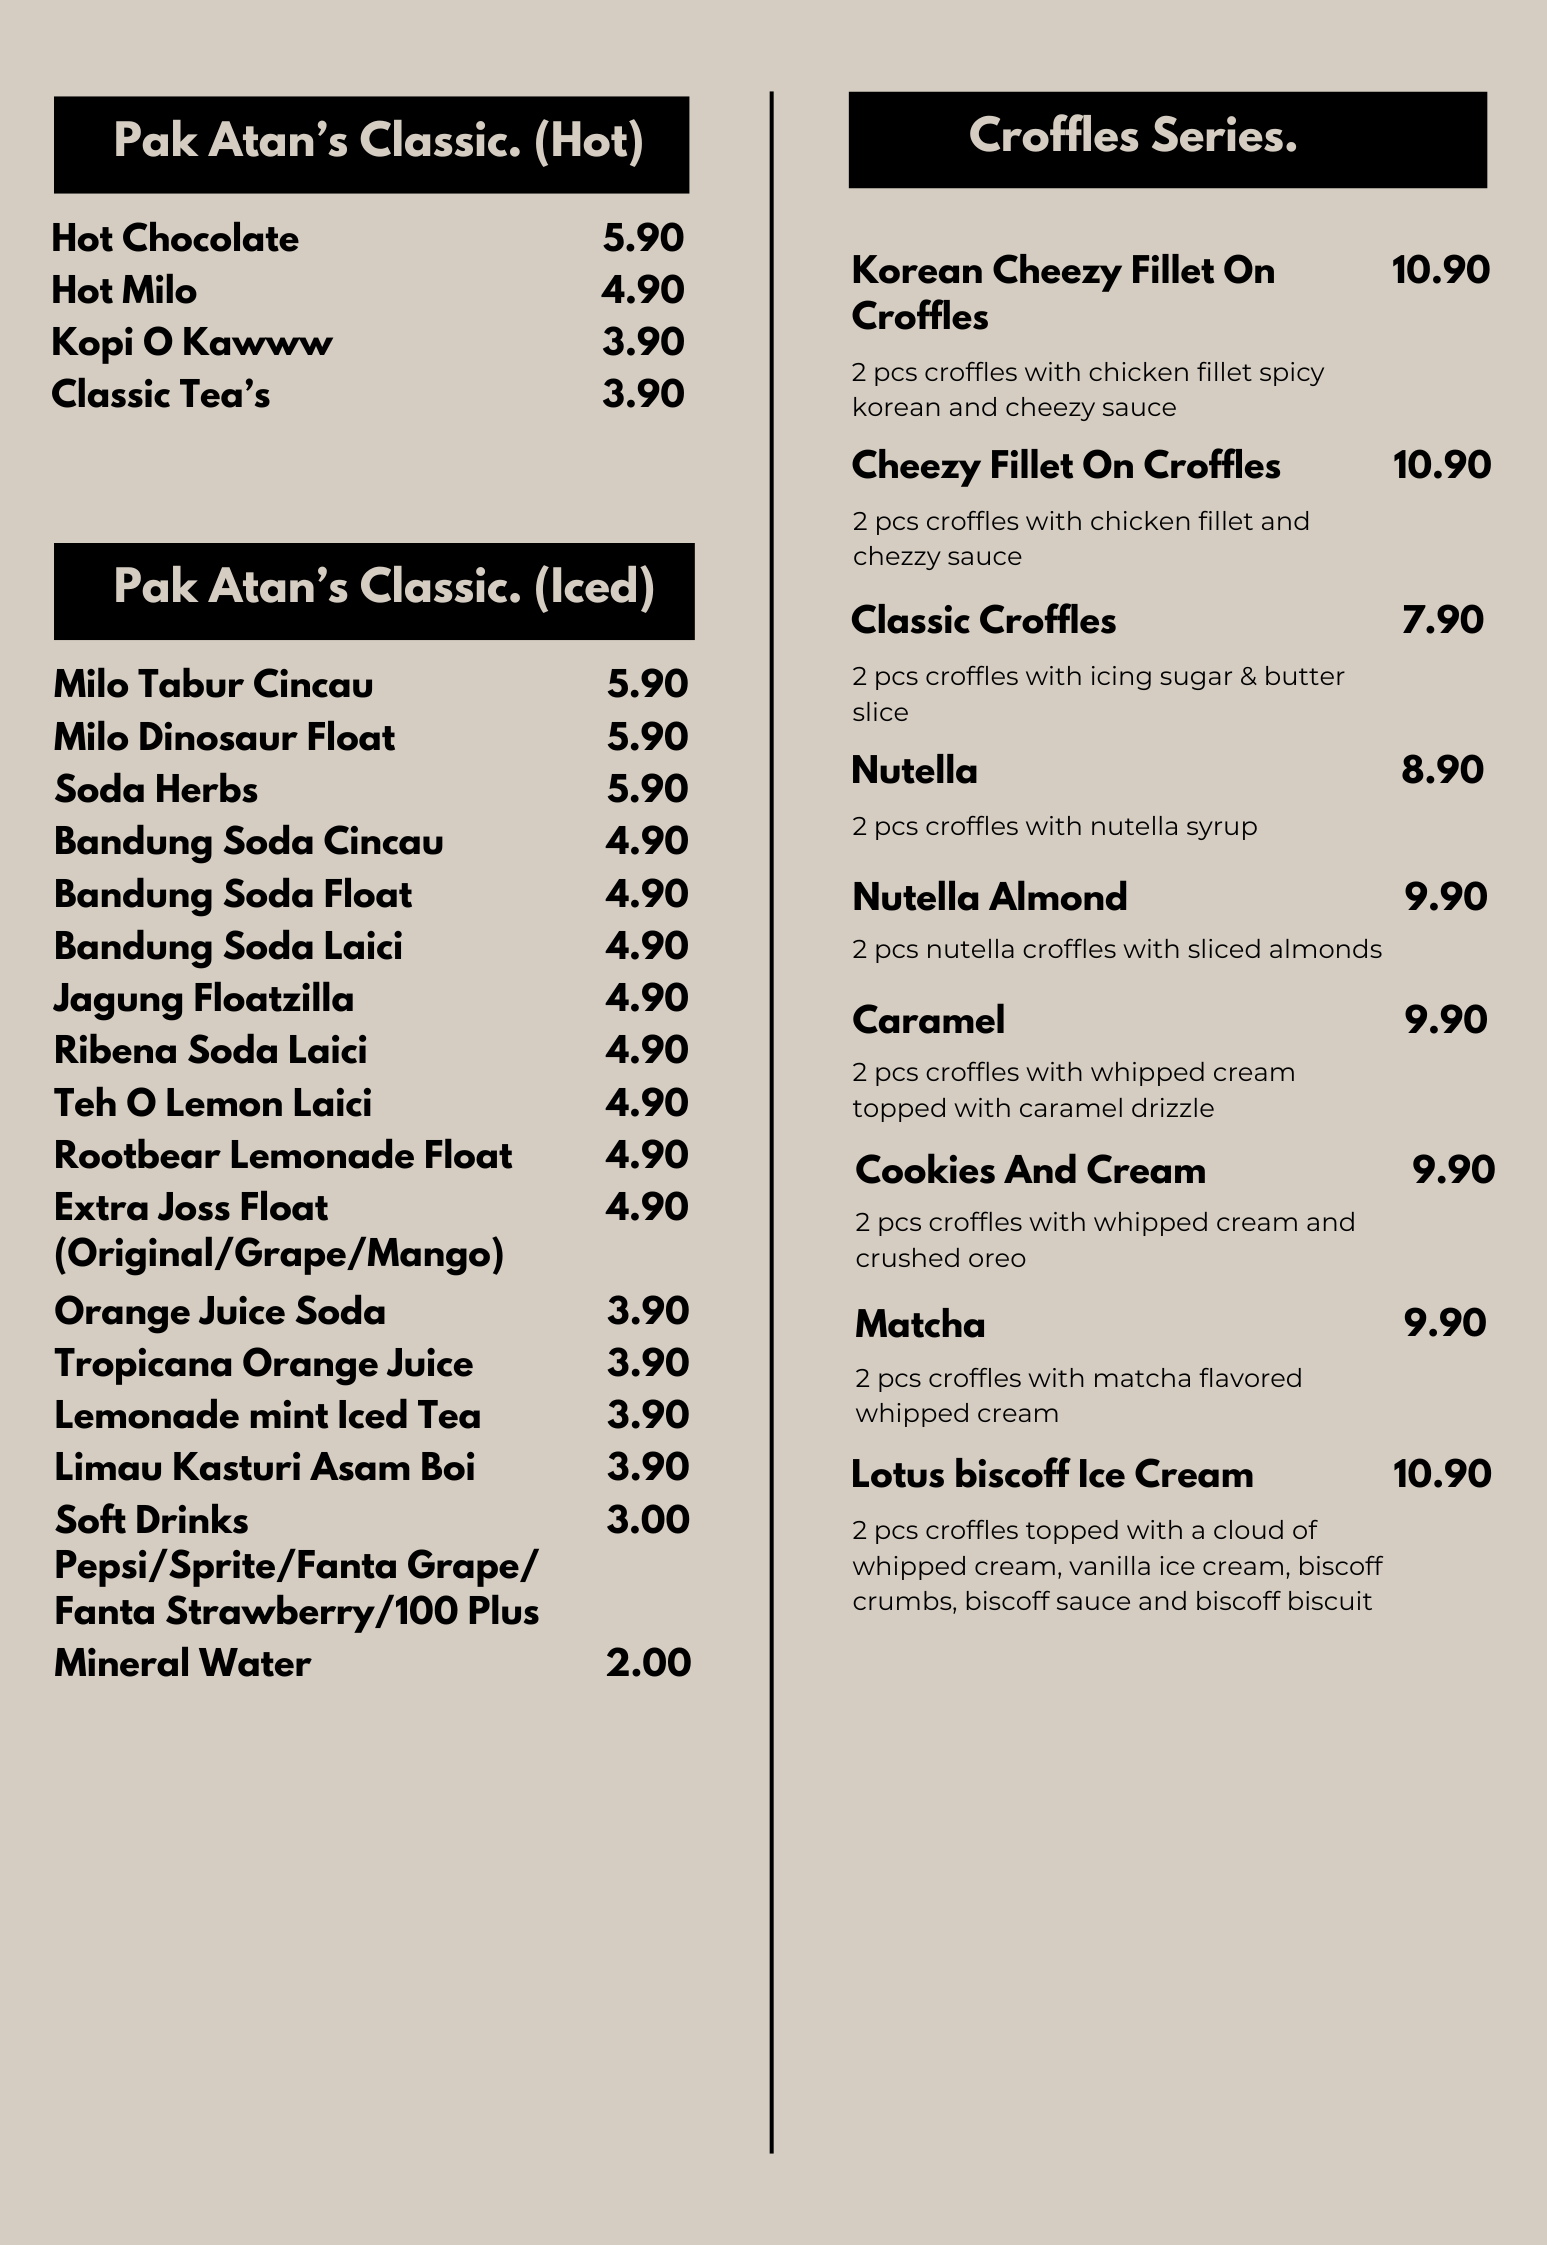 Pak Atan’s Classic. (Hot)
Hot Chocolate 5.90
Hot Milo 4.90
Kopi O Kawww 3.90
Classic Tea’s 3.90
Pak Atan’s Classic. (Iced)
Milo Tabur Cincau 5.90
Milo Dinosaur Float 5.90
Soda Herbs 5.90
Bandung Soda Cincau 4.90
Bandung Soda Float 4.90
Bandung Soda Laici 4.90
Jagung Floatzilla 4.90
Ribena Soda Laici 4.90
Teh O Lemon Laici 4.90
Rootbear Lemonade Float 4.90
Extra Joss Float 4.90
(Original/Grape/Mango)
Orange Juice Soda 3.90
Tropicana Orange Juice 3.90
Lemonade mint Iced Tea 3.90
Limau Kasturi Asam Boi 3.90
Soft Drinks 3.00
Pepsi/Sprite/Fanta Grape/
Fanta Strawberry/100 Plus
Mineral Water 2.00
Croffles Series.
Korean Cheezy Fillet On 10.90
Croffles
2 pcs croffles with chicken fillet spicy
korean and cheezy sauce
Cheezy Fillet On Croffles 10.90
2 pcs croffles with chicken fillet and
chezzy sauce
Classic Croffles 7.90
2 pcs croffles with icing sugar & butter
slice
Nutella 8.90
2 pcs croffles with nutella syrup
Nutella Almond 9.90
2 pcs nutella croffles with sliced almonds
Caramel 9.90
2 pcs croffles with whipped cream
topped with caramel drizzle
Cookies And Cream 9.90
2 pcs croffles with whipped cream and
crushed oreo
Matcha 9.90
2 pcs croffles with matcha flavored
whipped cream
Lotus biscoff Ice Cream 10.90
2 pcs croffles topped with a cloud of
whipped cream, vanilla ice cream, biscoff
crumbs, biscoff sauce and biscoff biscuit